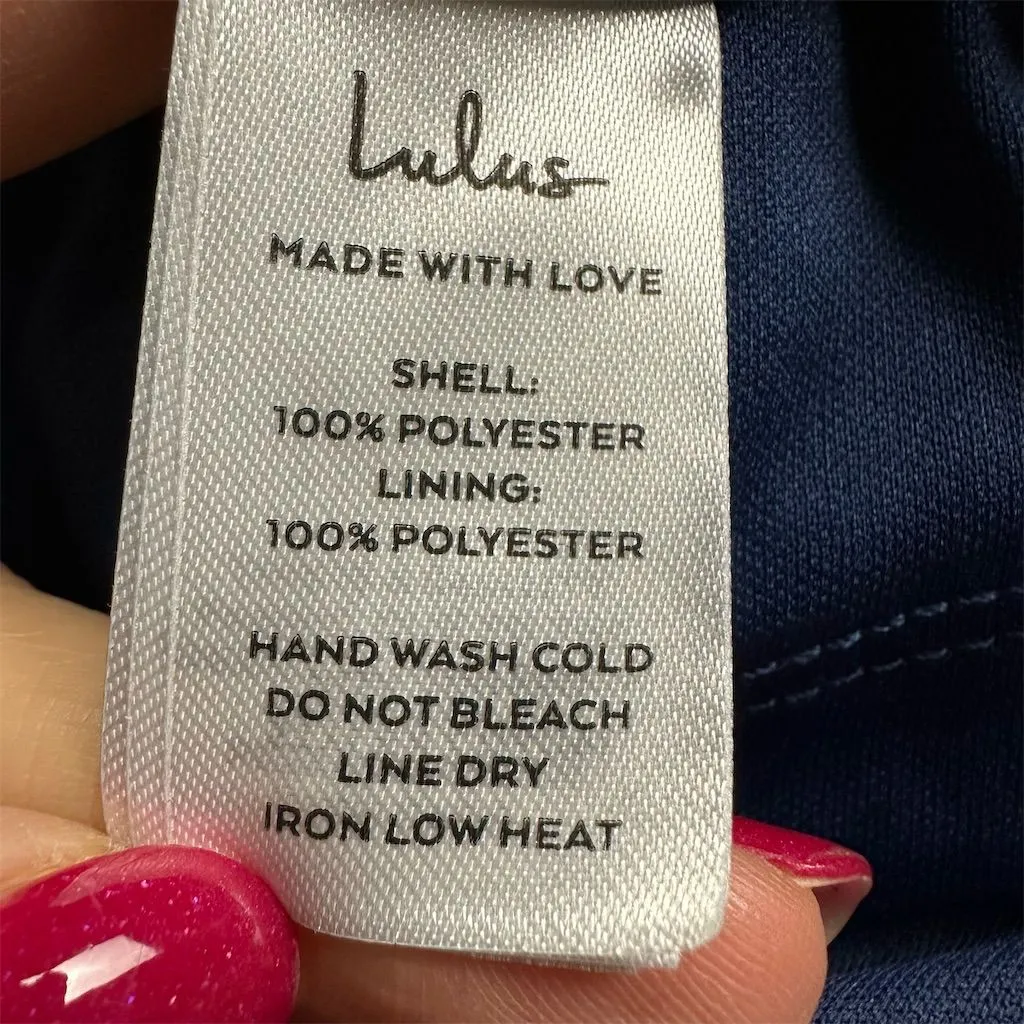 Lulus
MADE WITH LOVE
SHELL:
100% POLYESTER
LINING:
100% POLYESTER
HAND WASH COLD
DO NOT BLEACH
LINE DRY
IRON LOW HEAT